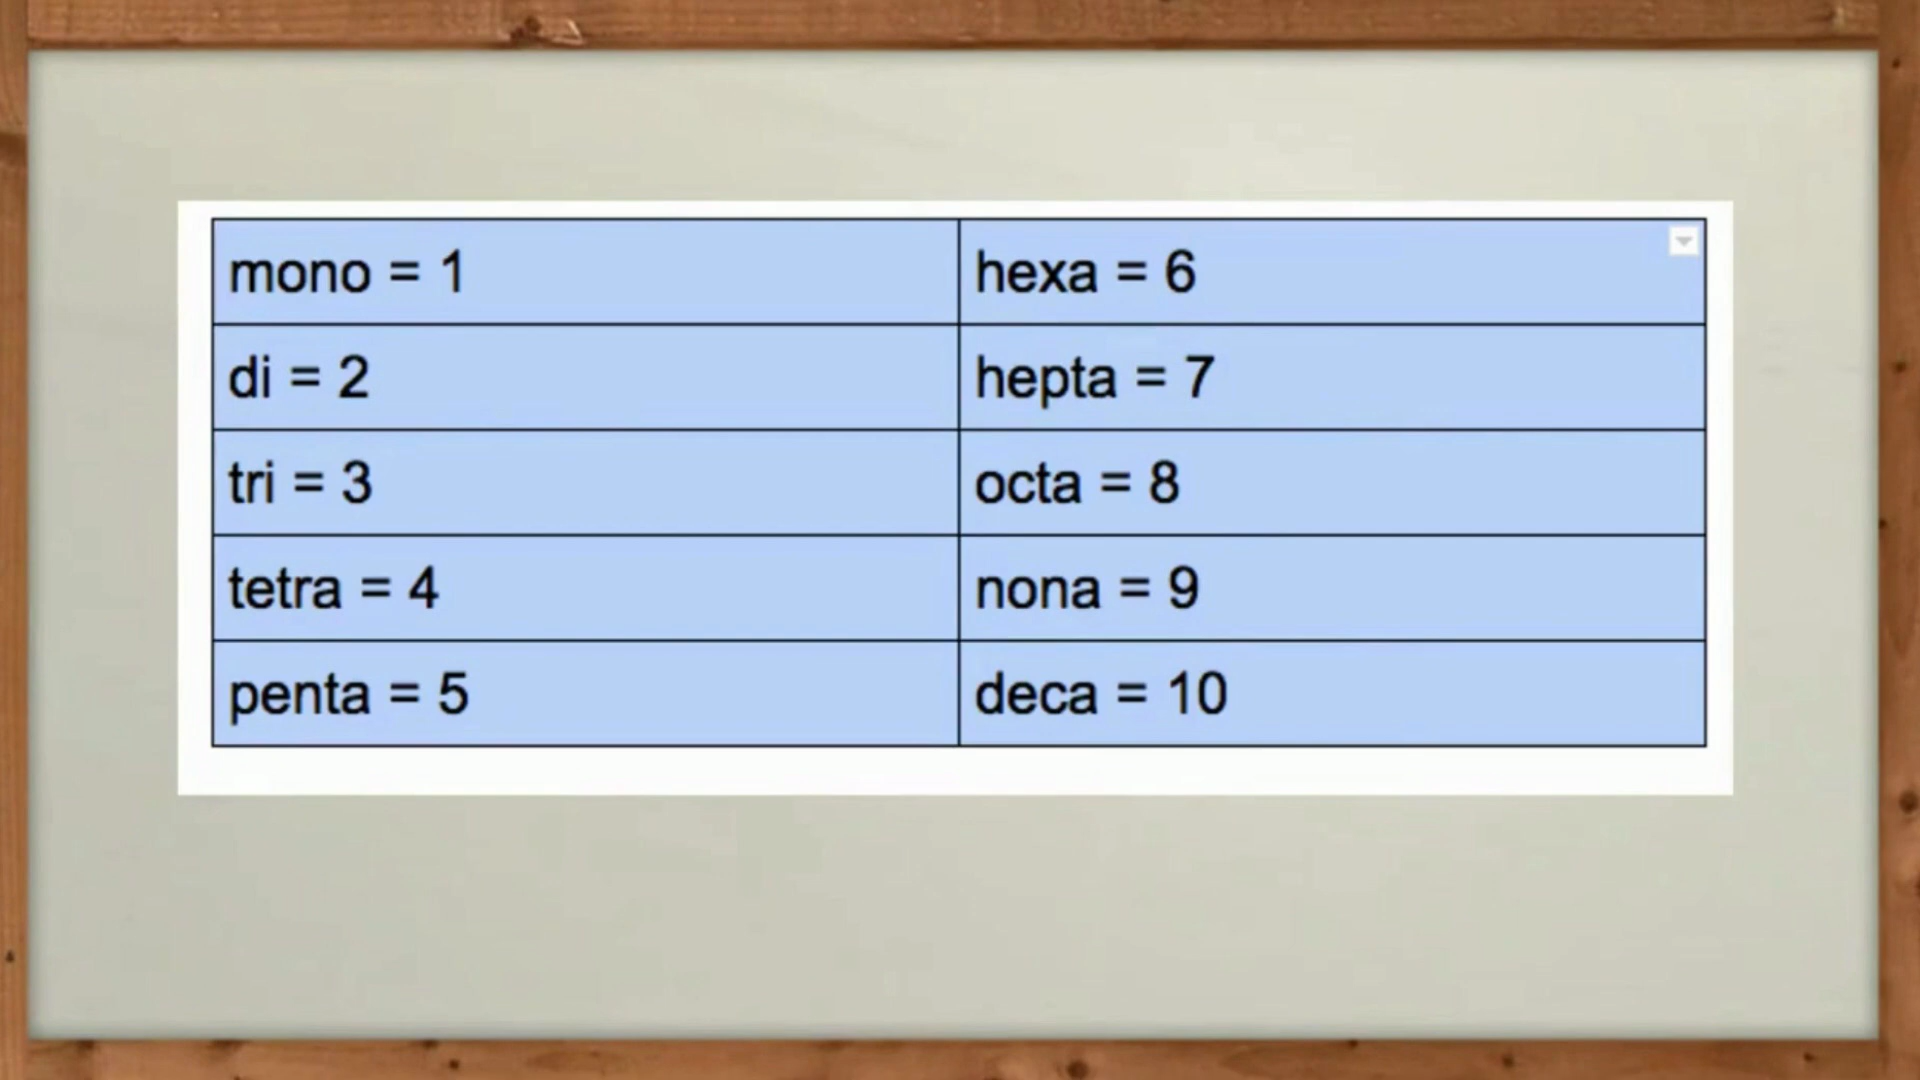 mono = 1
hexa = 6
di = 2
hepta = 7
tri = 3
octa = 8
tetra = 4
nona = 9
penta = 5
deca = 10